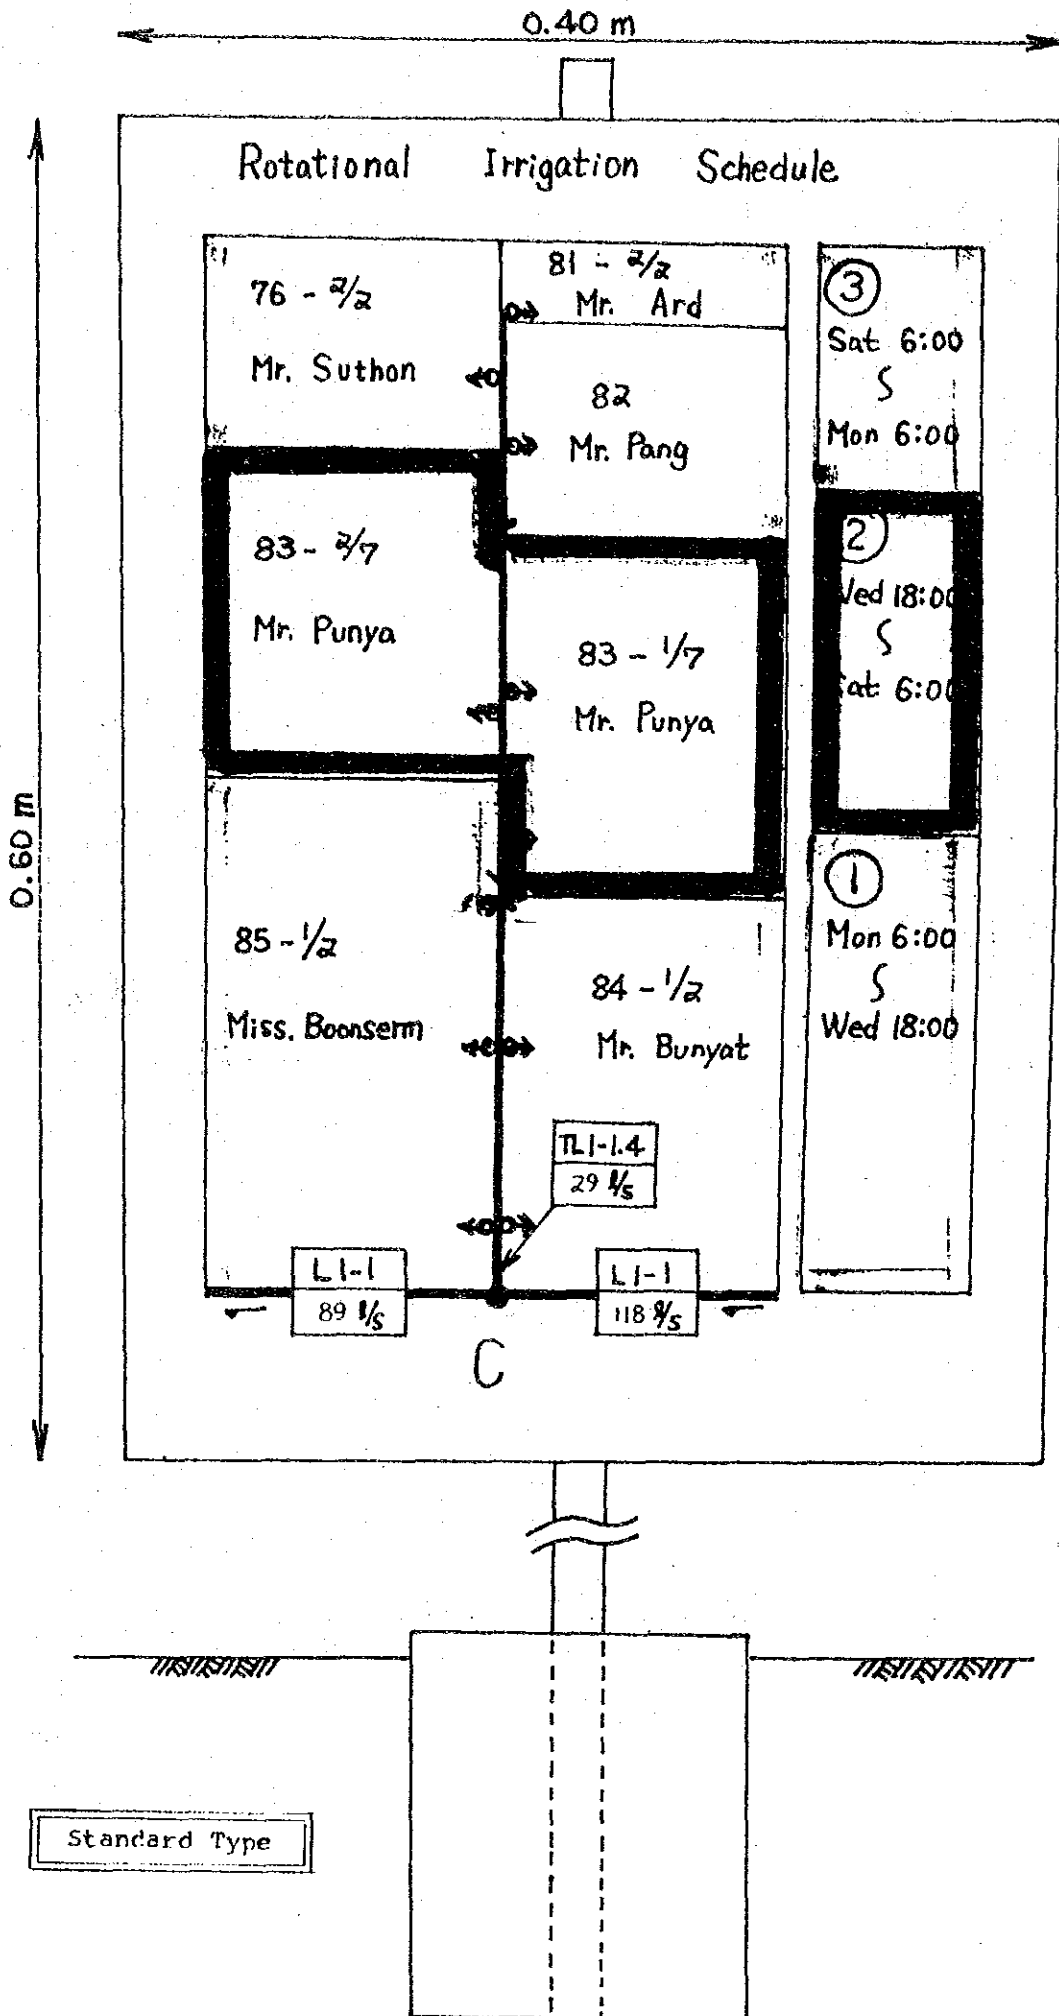 0.40 m
Rotational Irrigation Schedule
76 - 2/2
Mr. Suthon
81 - 2/2
Mr. Ard
82
Mr. Pang
83 - 2/7
Mr. Punya
83 - 1/7
Mr. Punya
85 - 1/2
Miss. Boonserm
84 - 1/2
Mr. Bunyat
3
Sat 6:00
Mon 6:00
2
Wed 18:00
Sat 6:00
1
Mon 6:00
Wed 18:00
0.60 m
TL1-1.4
29 l/s
L1-1
89 l/s
L1-1
118 l/s
C
Standard Type